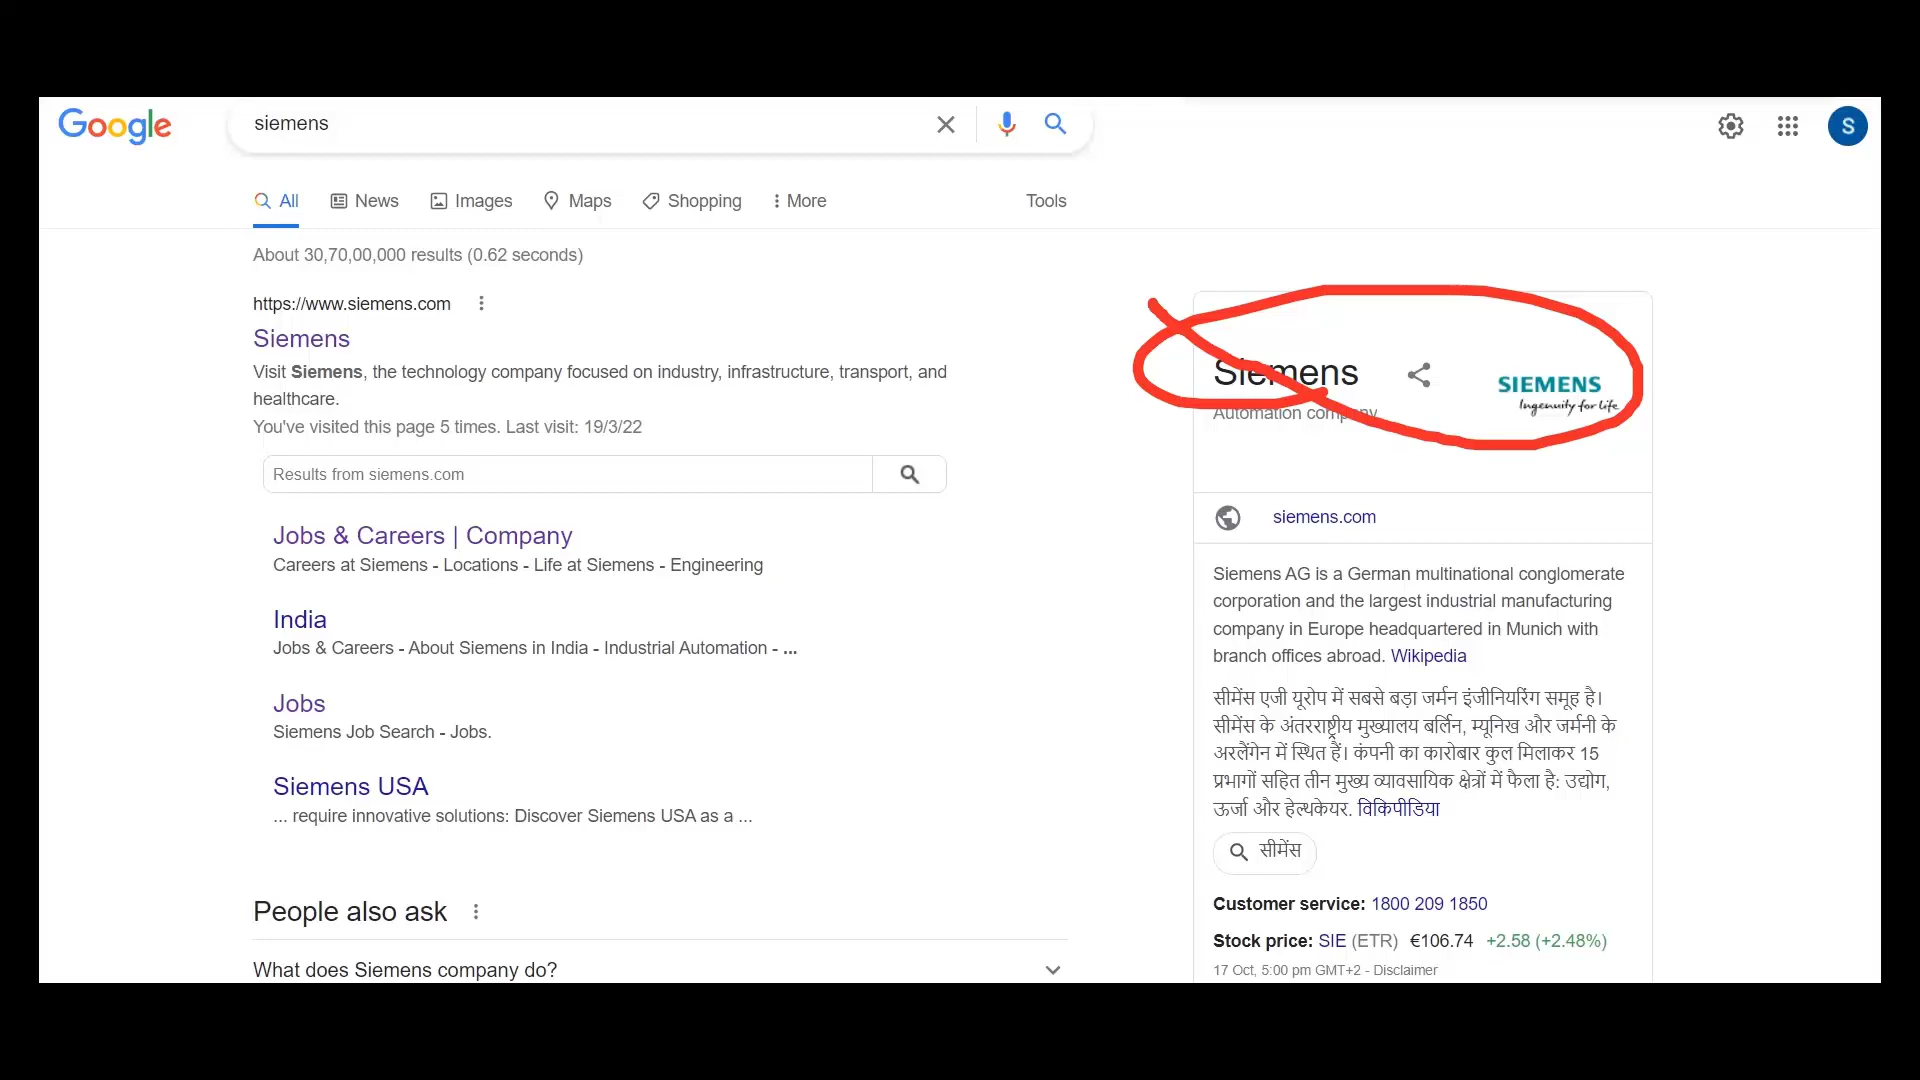 Google
siemens
S
All
News
Images
Maps
Shopping
More
Tools
About 30,70,00,000 results (0.62 seconds)
https://www.siemens.com
Siemens
Visit Siemens, the technology company focused on industry, infrastructure, transport, and
healthcare.
You've visited this page 5 times. Last visit: 19/3/22
Results from siemens.com
Jobs & Careers | Company
Careers at Siemens - Locations - Life at Siemens - Engineering
India
Jobs & Careers - About Siemens in India - Industrial Automation - ...
Jobs
Siemens Job Search - Jobs.
Siemens USA
... require innovative solutions: Discover Siemens USA as a ...
People also ask
What does Siemens company do?
Siemens
Automation company
SIEMENS
Ingenuity for life
siemens.com
Siemens AG is a German multinational conglomerate
corporation and the largest industrial manufacturing
company in Europe headquartered in Munich with
branch offices abroad. Wikipedia
सीमेंस एजी यूरोप में सबसे बड़ा जर्मन इंजीनियरिंग समूह है।
सीमेंस के अंतरराष्ट्रीय मुख्यालय बर्लिन, म्यूनिख और जर्मनी के
अरलैंगेन में स्थित हैं। कंपनी का कारोबार कुल मिलाकर 15
प्रभागों सहित तीन मुख्य व्यावसायिक क्षेत्रों में फैला है: उद्योग,
ऊर्जा और हेल्थकेयर. विकिपीडिया
सीमेंस
Customer service: 1800 209 1850
Stock price: SIE (ETR) €106.74 +2.58 (+2.48%)
17 Oct, 5:00 pm GMT+2 - Disclaimer